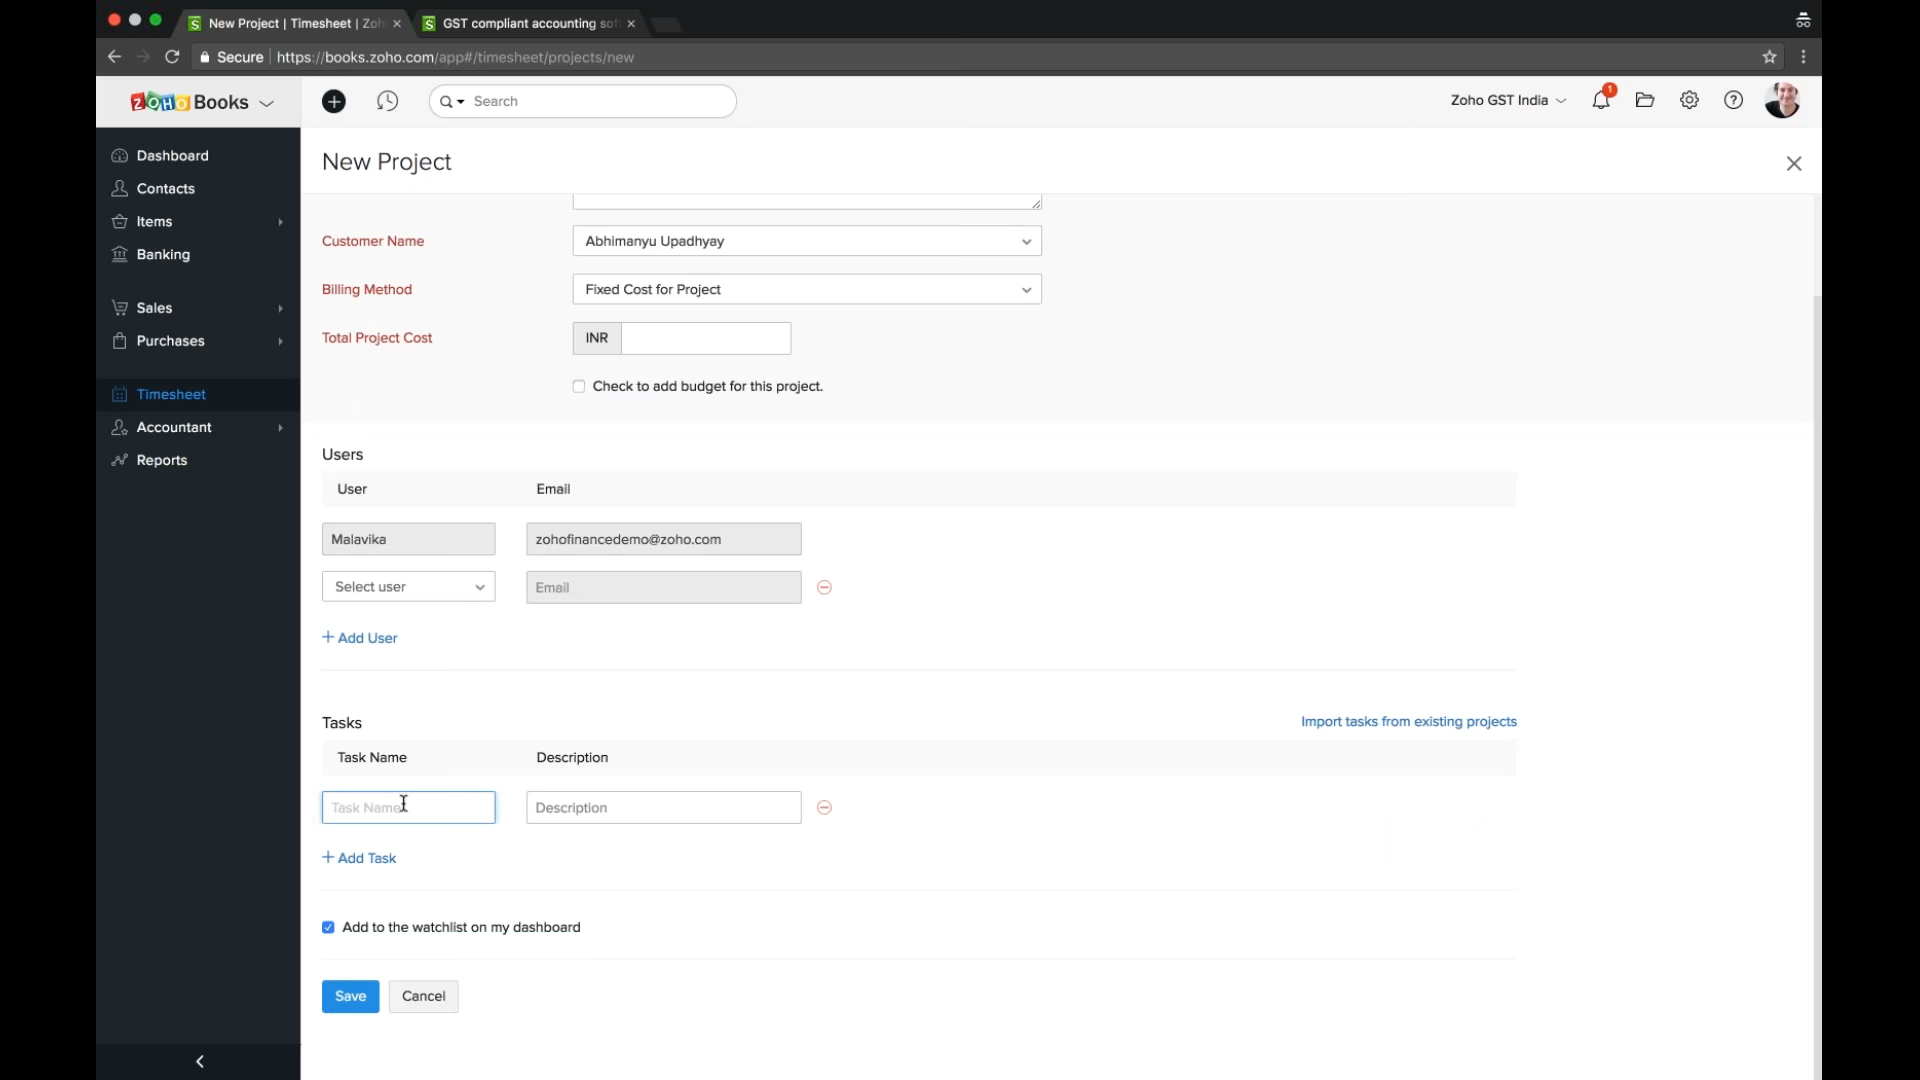 New Project | Timesheet | Zoh
GST compliant accounting sof
Secure https://books.zoho.com/app#/timesheet/projects/new
ZOHO Books
Search
Zoho GST India
1
Dashboard
Contacts
Items
Banking
Sales
Purchases
Timesheet
Accountant
Reports
New Project
Customer Name
Abhimanyu Upadhyay
Billing Method
Fixed Cost for Project
Total Project Cost
INR
Check to add budget for this project.
Users
User Email
Malavika zohofinancedemo@zoho.com
Select user Email
+ Add User
Tasks
Import tasks from existing projects
Task Name Description
Task Name Description
+ Add Task
Add to the watchlist on my dashboard
Save Cancel